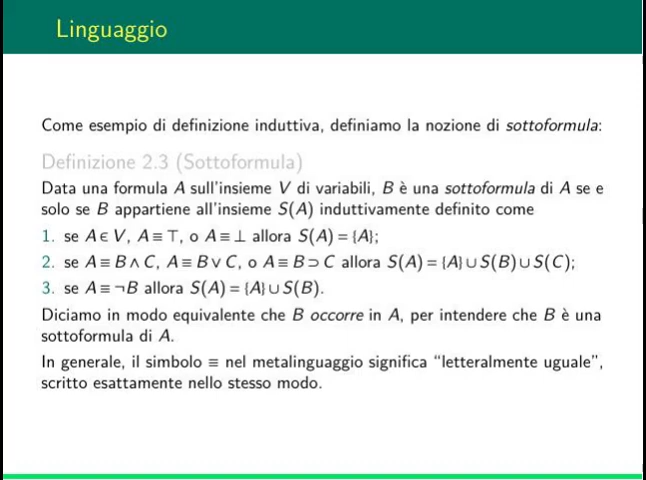 Linguaggio
Come esempio di definizione induttiva, definiamo la nozione di sottoformula:
Definizione 2.3 (Sottoformula)
Data una formula A sull'insieme V di variabili, B è una sottoformula di A se e
solo se B appartiene all'insieme S(A) induttivamente definito come
1. se A ∈ V, A ≡ ⊤, o A ≡ ⊥ allora S(A) = {A};
2. se A ≡ B ∧ C, A ≡ B ∨ C, o A ≡ B ⊃ C allora S(A) = {A} ∪ S(B) ∪ S(C);
3. se A ≡ ¬B allora S(A) = {A} ∪ S(B).
Diciamo in modo equivalente che B occorre in A, per intendere che B è una
sottoformula di A.
In generale, il simbolo ≡ nel metalinguaggio significa “letteralmente uguale”,
scritto esattamente nello stesso modo.